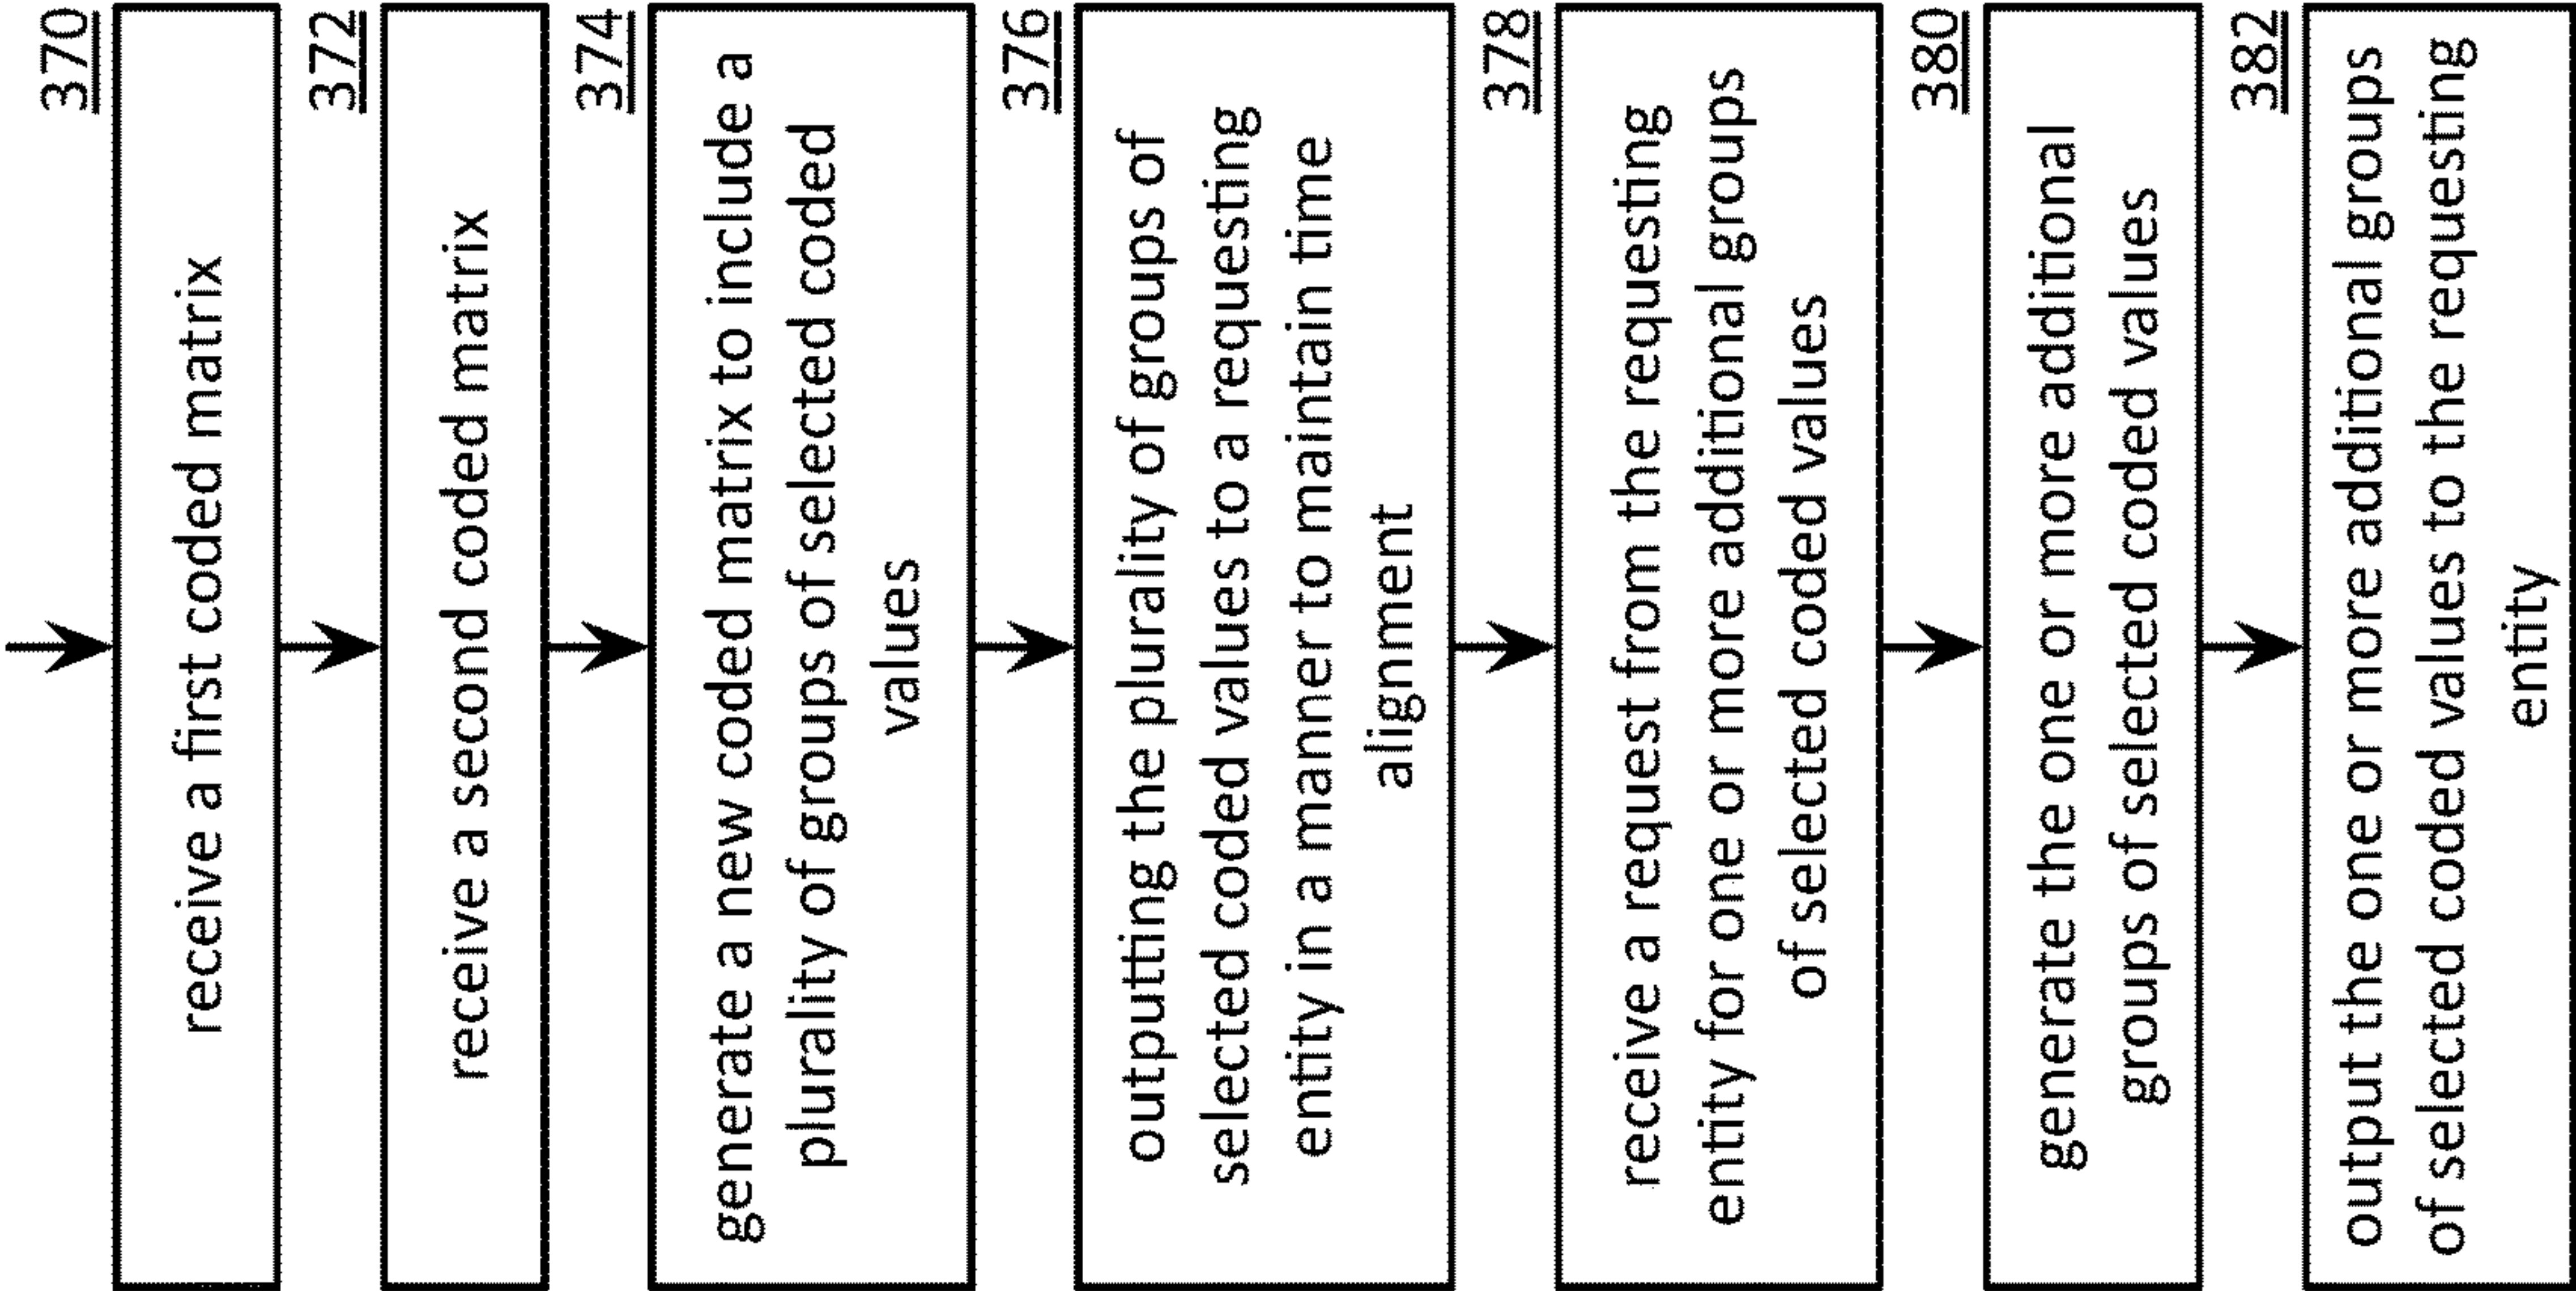 370
receive a first coded matrix
372
receive a second coded matrix
374
generate a new coded matrix to include a
plurality of groups of selected coded
values
376
outputting the plurality of groups of
selected coded values to a requesting
entity in a manner to maintain time
alignment
378
receive a request from the requesting
entity for one or more additional groups
of selected coded values
380
generate the one or more additional
groups of selected coded values
382
output the one or more additional groups
of selected coded values to the requesting
entity